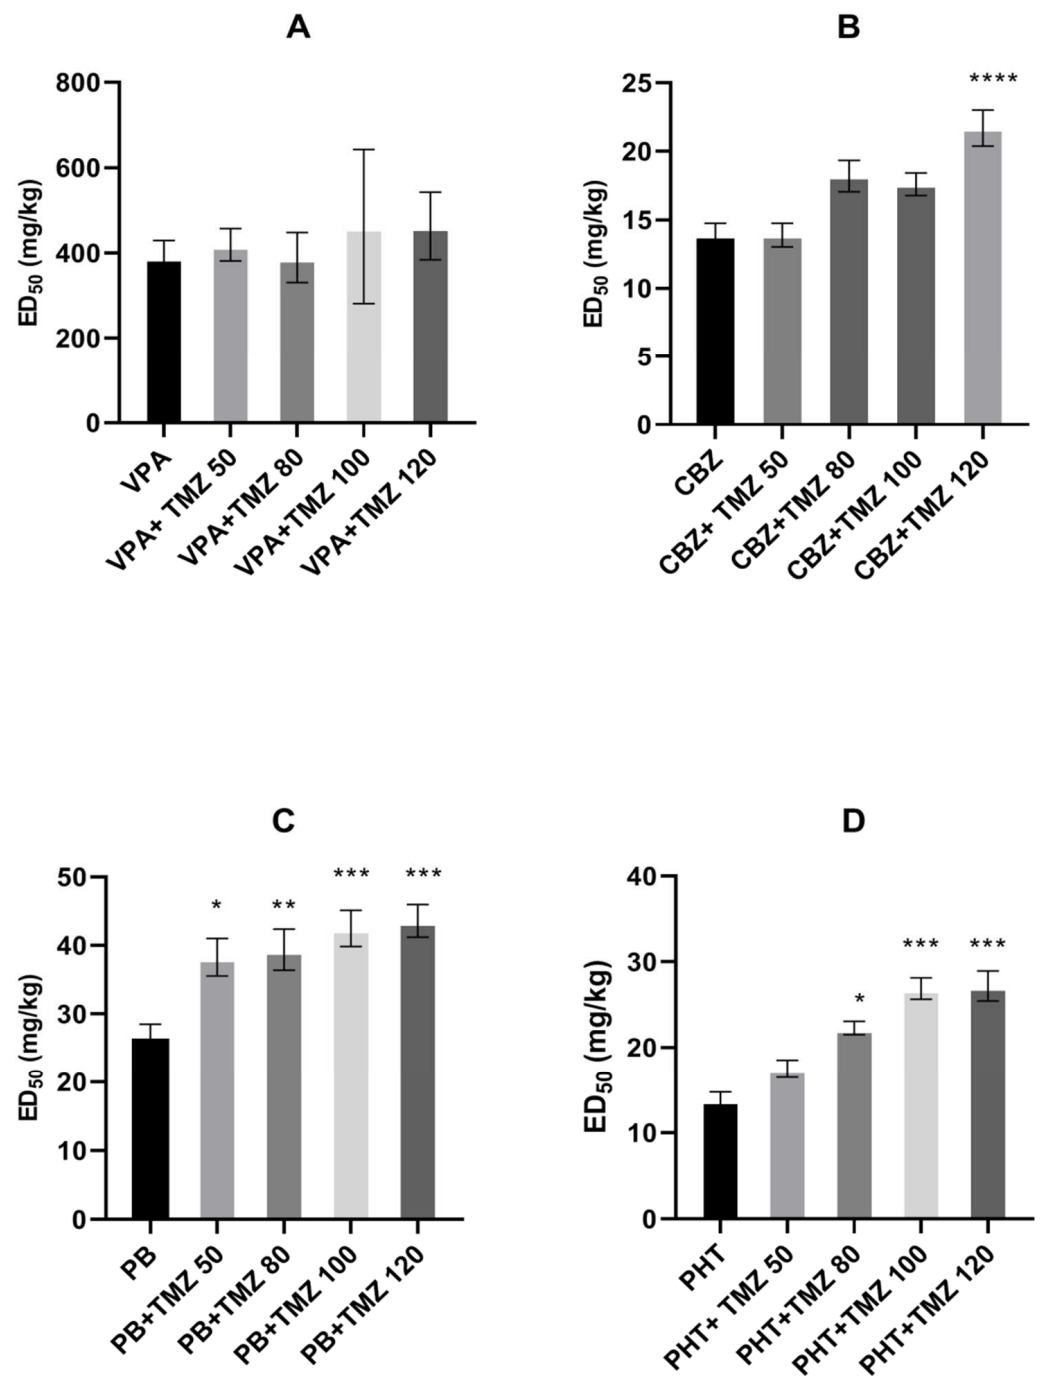 A
ED50 (mg/kg)
800
600
400
200
0
VPA
VPA+ TMZ 50
VPA+TMZ 80
VPA+TMZ 100
VPA+TMZ 120
B
ED50 (mg/kg)
25
20
15
10
5
0
****
CBZ
CBZ+ TMZ 50
CBZ+TMZ 80
CBZ+TMZ 100
CBZ+TMZ 120
C
ED50 (mg/kg)
50
40
30
20
10
0
*
**
***
***
PB
PB+TMZ 50
PB+TMZ 80
PB+TMZ 100
PB+TMZ 120
D
ED50 (mg/kg)
40
30
20
10
0
*
***
***
PHT
PHT+ TMZ 50
PHT+TMZ 80
PHT+TMZ 100
PHT+TMZ 120